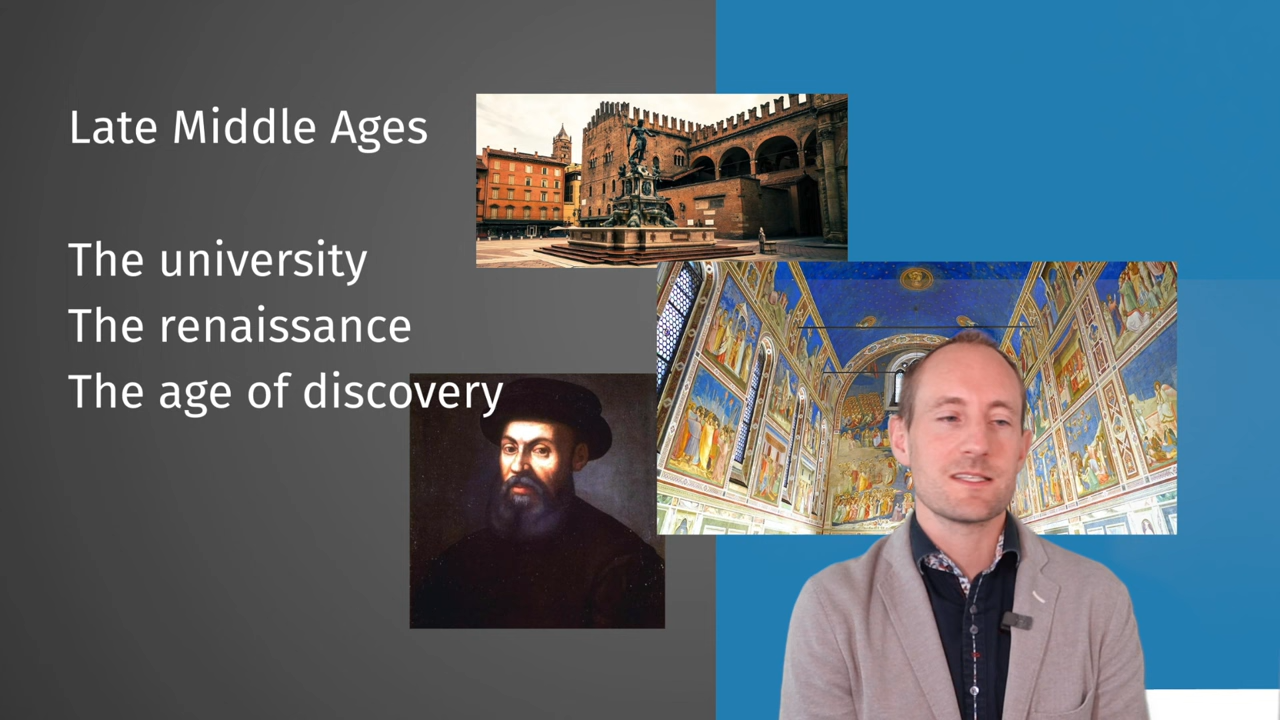 Late Middle Ages
The university
The renaissance
The age of discovery